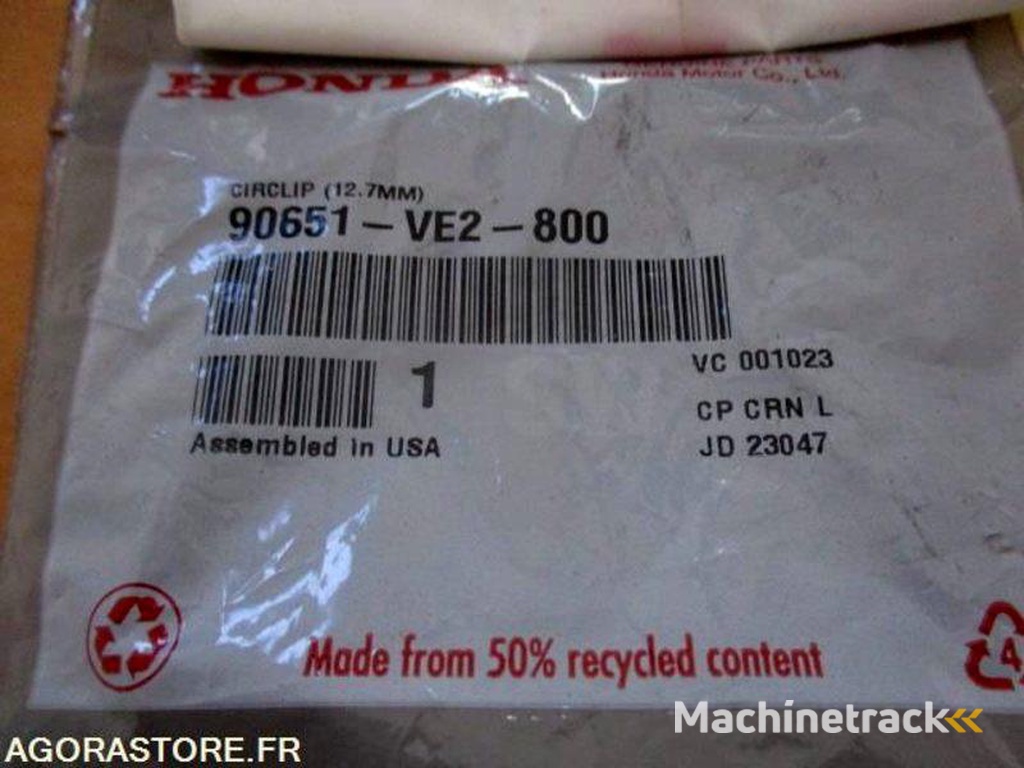 HONDA
Honda Motor Co., Ltd.
CIRCLIP (12.7MM)
90651-VE2-800
1
VC 001023
CP CRN L
JD 23047
Assembled in USA
Made from 50% recycled content
4
Machinetrack
AGORASTORE.FR